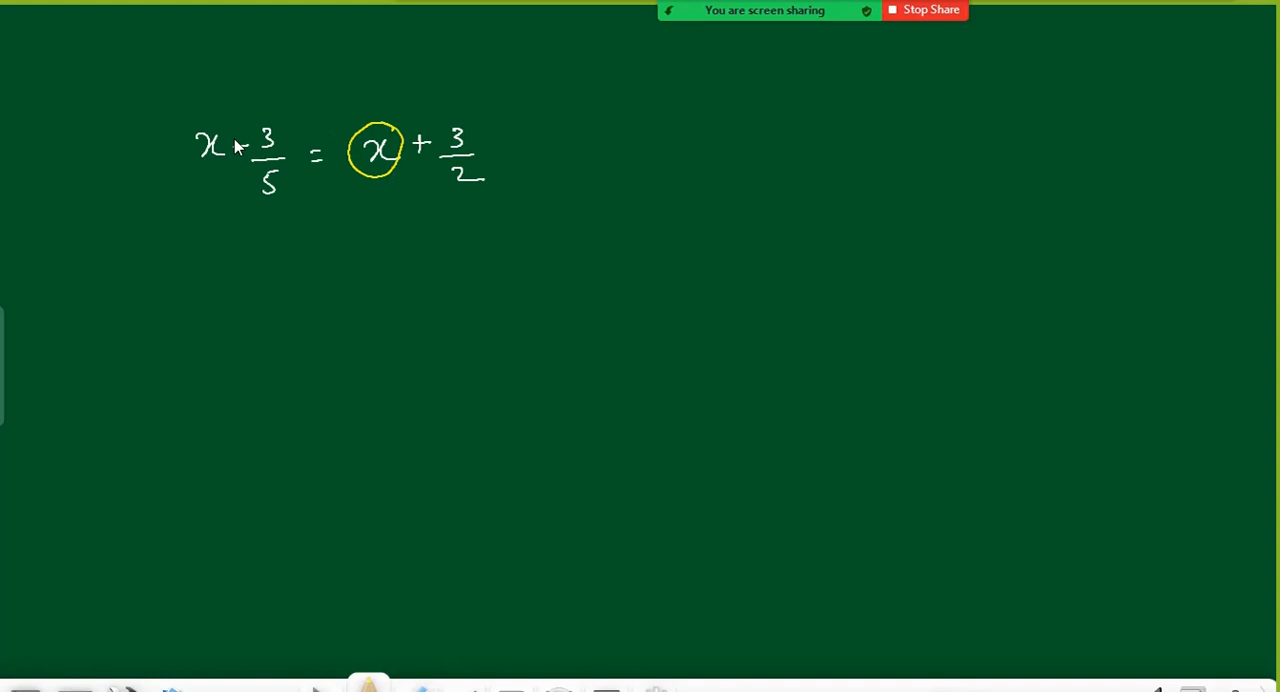 You are screen sharing Stop Share
x - 3/5 = x + 3/2